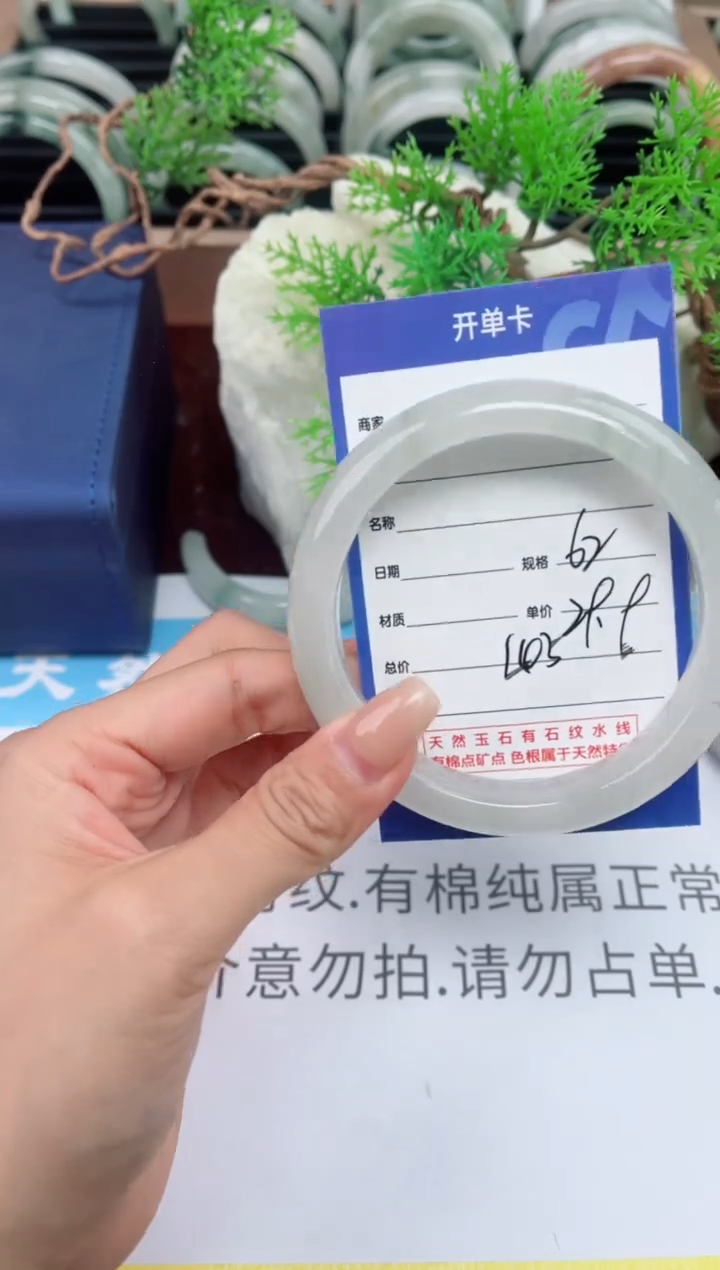 开单卡
商家
名称
日期 规格 62
材质 单价
总价
天然玉石有石纹水线
有棉点矿点 色根属于天然特
天然
纹.有棉纯属正常
介意勿拍.请勿占单.